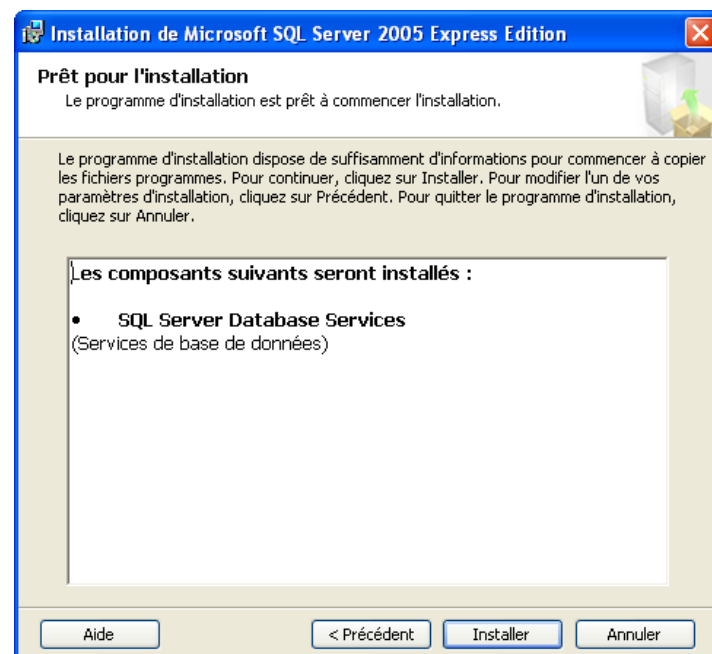 Installation de Microsoft SQL Server 2005 Express Edition
Prêt pour l'installation
Le programme d'installation est prêt à commencer l'installation.
Le programme d'installation dispose de suffisamment d'informations pour commencer à copier
les fichiers programmes. Pour continuer, cliquez sur Installer. Pour modifier l'un de vos
paramètres d'installation, cliquez sur Précédent. Pour quitter le programme d'installation,
cliquez sur Annuler.
Les composants suivants seront installés :
• SQL Server Database Services
(Services de base de données)
Aide
< Précédent
Installer
Annuler